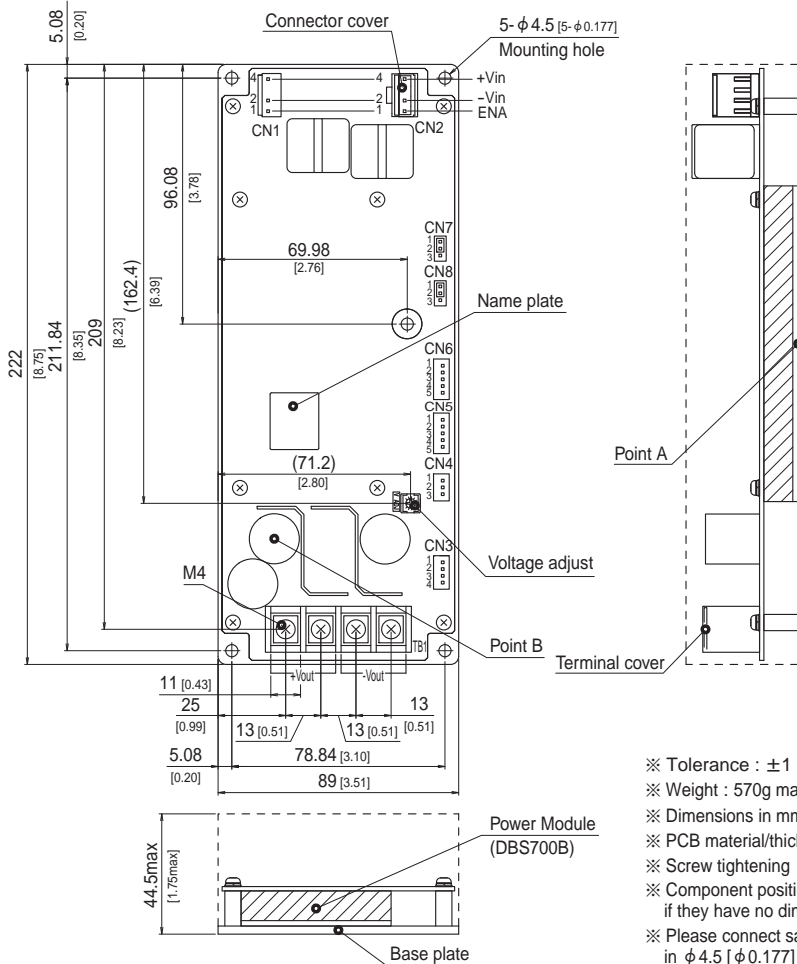 5.08
[0.20]
Connector cover
5-φ4.5 [5-φ0.177]
Mounting hole
4
2
1
CN1
4
2
1
CN2
+Vin
-Vin
ENA
96.08
[3.78]
69.98
[2.76]
CN7
1
2
3
CN8
1
2
3
(162.4)
[6.39]
209
[8.23]
211.84
[8.35]
222
[8.75]
Name plate
CN6
1
2
3
4
5
CN5
1
2
3
4
5
Point A
(71.2)
[2.80]
CN4
1
2
3
Voltage adjust
CN3
1
2
3
4
M4
TB1
Point B
Terminal cover
+Vout
-Vout
11 [0.43]
25
[0.99]
13 [0.51]
13 [0.51]
13
[0.51]
5.08
[0.20]
78.84 [3.10]
89 [3.51]
44.5max
[1.75max]
Power Module
(DBS700B)
Base plate
※ Tolerance : ±1
※ Weight : 570g ma
※ Dimensions in mm
※ PCB material/thick
※ Screw tightening
※ Component positi
if they have no dim
※ Please connect sa
in φ4.5 [φ0.177]